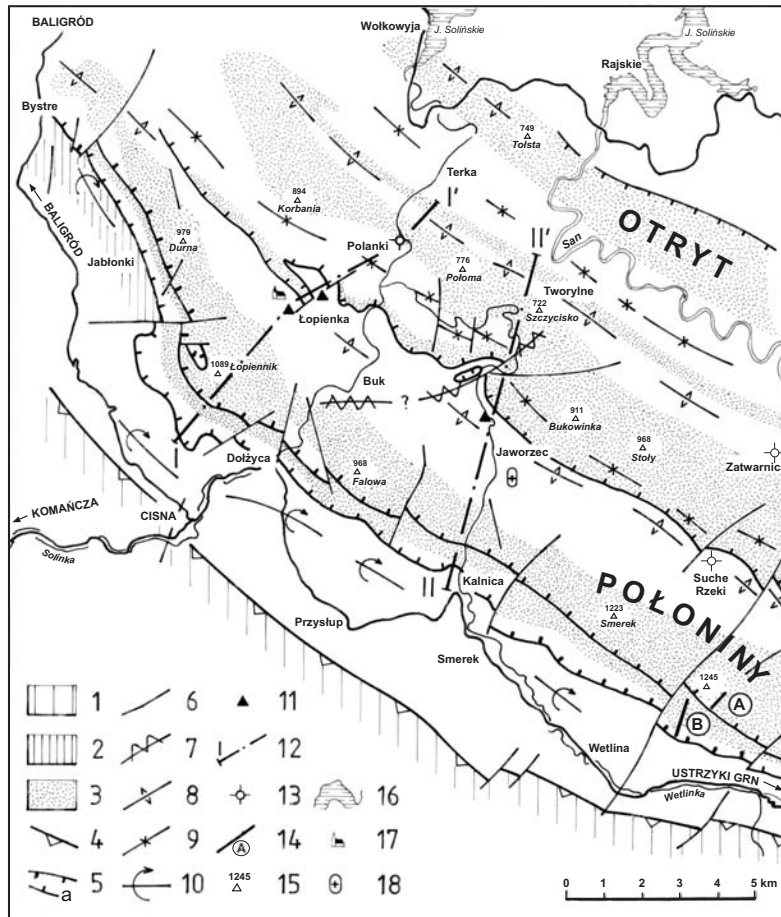 BALIGRÓD
Wołkowyja
J. Solińskie
J. Solińskie
Rajskie
Bystre
749
Tołsta
Terka
894
Korbania
I'
OTRYT
BALIGRÓD
979
Durna
Polanki
II'
San
Jabłonki
776
Połoma
Tworylne
722
Szczycisko
Łopienka
1089
Łopiennik
Buk
?
911
Bukowinka
968
Stoły
Zatwarnica
I
Dołżyca
968
Falowa
Jaworzec
KOMAŃCZA
CISNA
Solinka
Suche
Rzeki
II
Kalnica
POŁONINY
1223
Smerek
Przysłup
Smerek
1245
A
B
Wetlina
USTRZYKI GRN
Wetlinka
1 6 11
2 7 I 12
3 8 13 16
4 9 A 14 17
a 5 10 1245 15 18
0 1 2 3 4 5 km